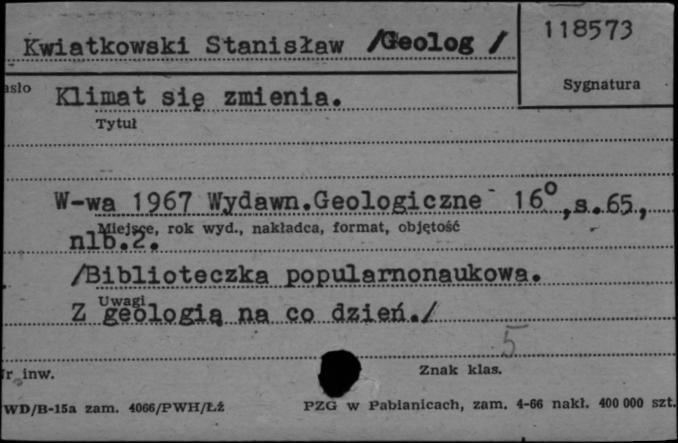 Kwiatkowski Stanisław /Geolog/
118573
Sygnatura
Klimat się zmienia.
Tytuł
W-wa 1967 Wydawn.Geologiczne 16°,s.65,
Miejsce, rok wyd., nakładca, format, objętość
nlb.2.
/Biblioteczka popularnonaukowa.
Uwagi
Z geologią na co dzień./
5
inw.
Znak klas.
WD/B-15a zam. 4066/PWH/Łź
PZG w Pabianicach, zam. 4-66 nakł. 400 000 szt.